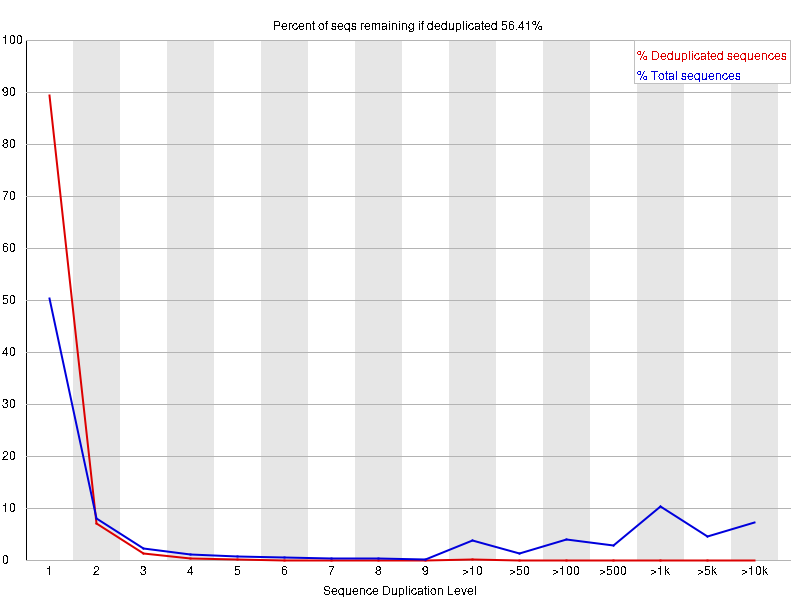 Percent of seqs remaining if deduplicated 56.41%
% Deduplicated sequences
% Total sequences
100
90
80
70
60
50
40
30
20
10
0
1 2 3 4 5 6 7 8 9 >10 >50 >100 >500 >1k >5k >10k
Sequence Duplication Level